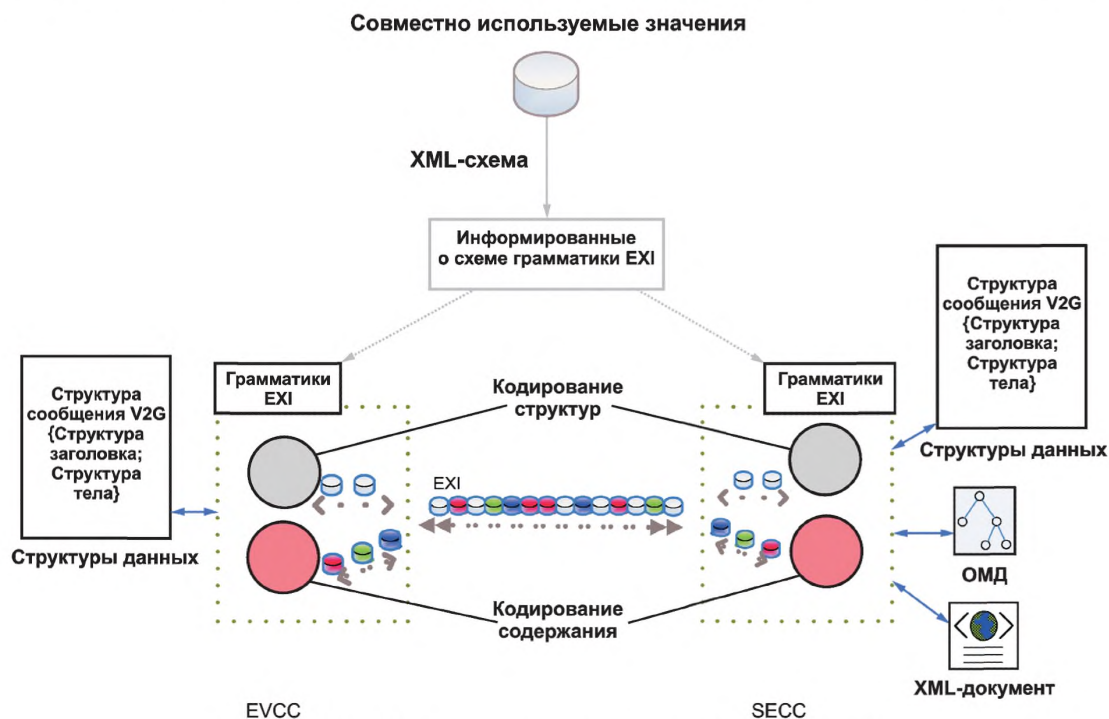 Совместно используемые значения
XML-схема
Информированные
о схеме грамматики EXI
Структура
сообщения V2G
{Структура
заголовка;
Структура
тела}
Структуры данных
Грамматики
EXI
Кодирование
структур
Грамматики
EXI
Структура
сообщения V2G
{Структура
заголовка;
Структура
тела}
Структуры данных
EXI
ОМД
Кодирование
содержания
XML-документ
EVCC
SECC